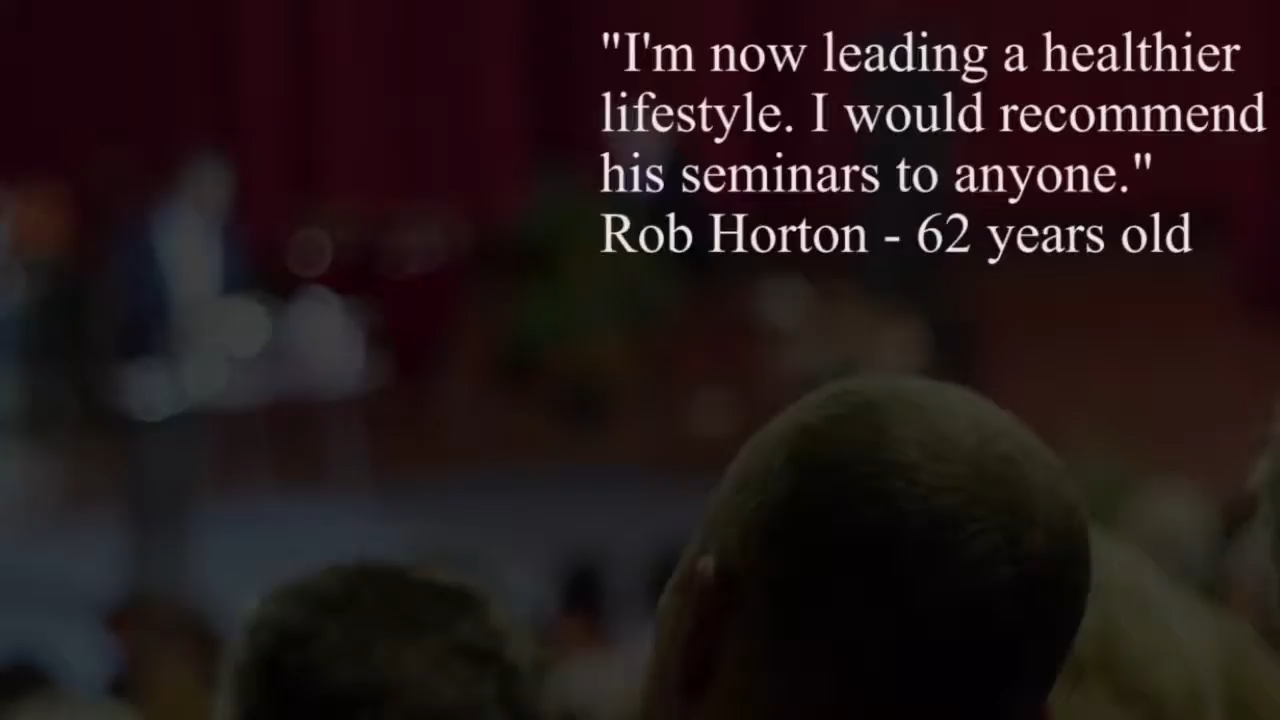 "I'm now leading a healthier
lifestyle. I would recommend
his seminars to anyone."
Rob Horton - 62 years old